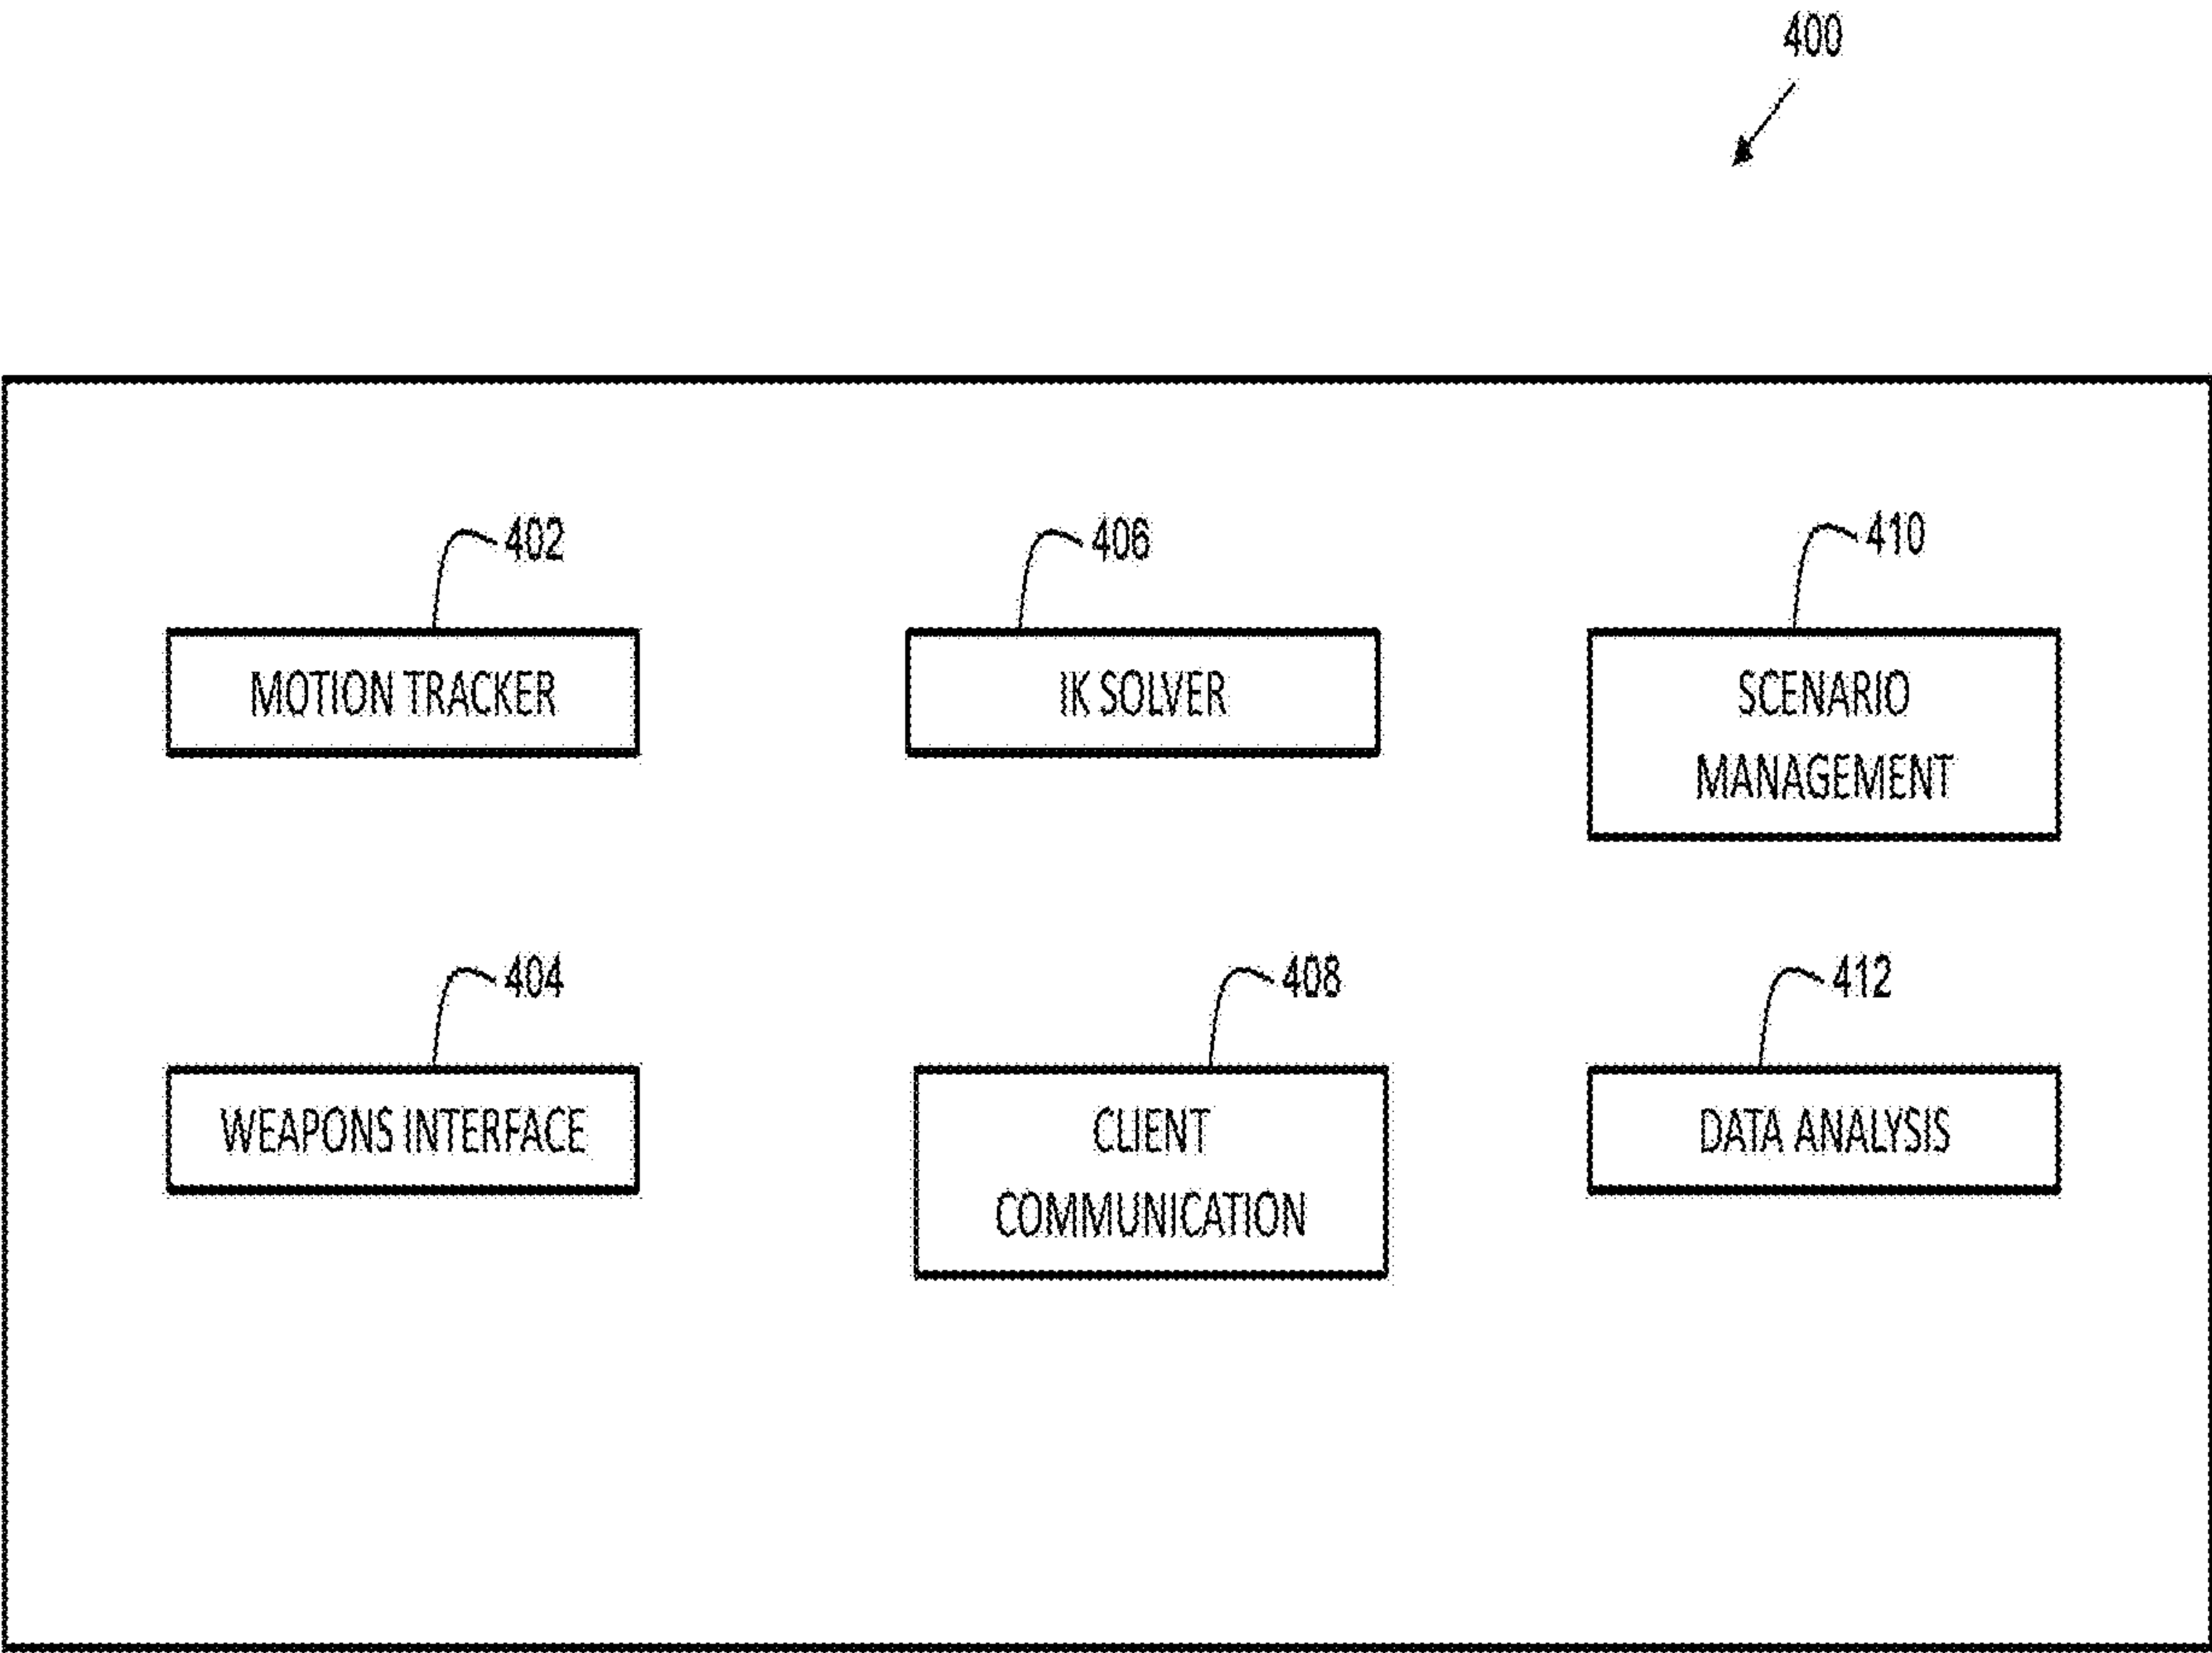 400
402
406
410
MOTION TRACKER
IK SOLVER
SCENARIO
MANAGEMENT
404
408
412
WEAPONS INTERFACE
CLIENT
COMMUNICATION
DATA ANALYSIS